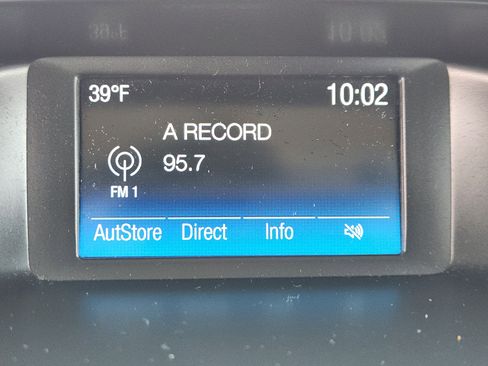 39°F 10:02
A RECORD
95.7
FM 1
AutStore Direct Info